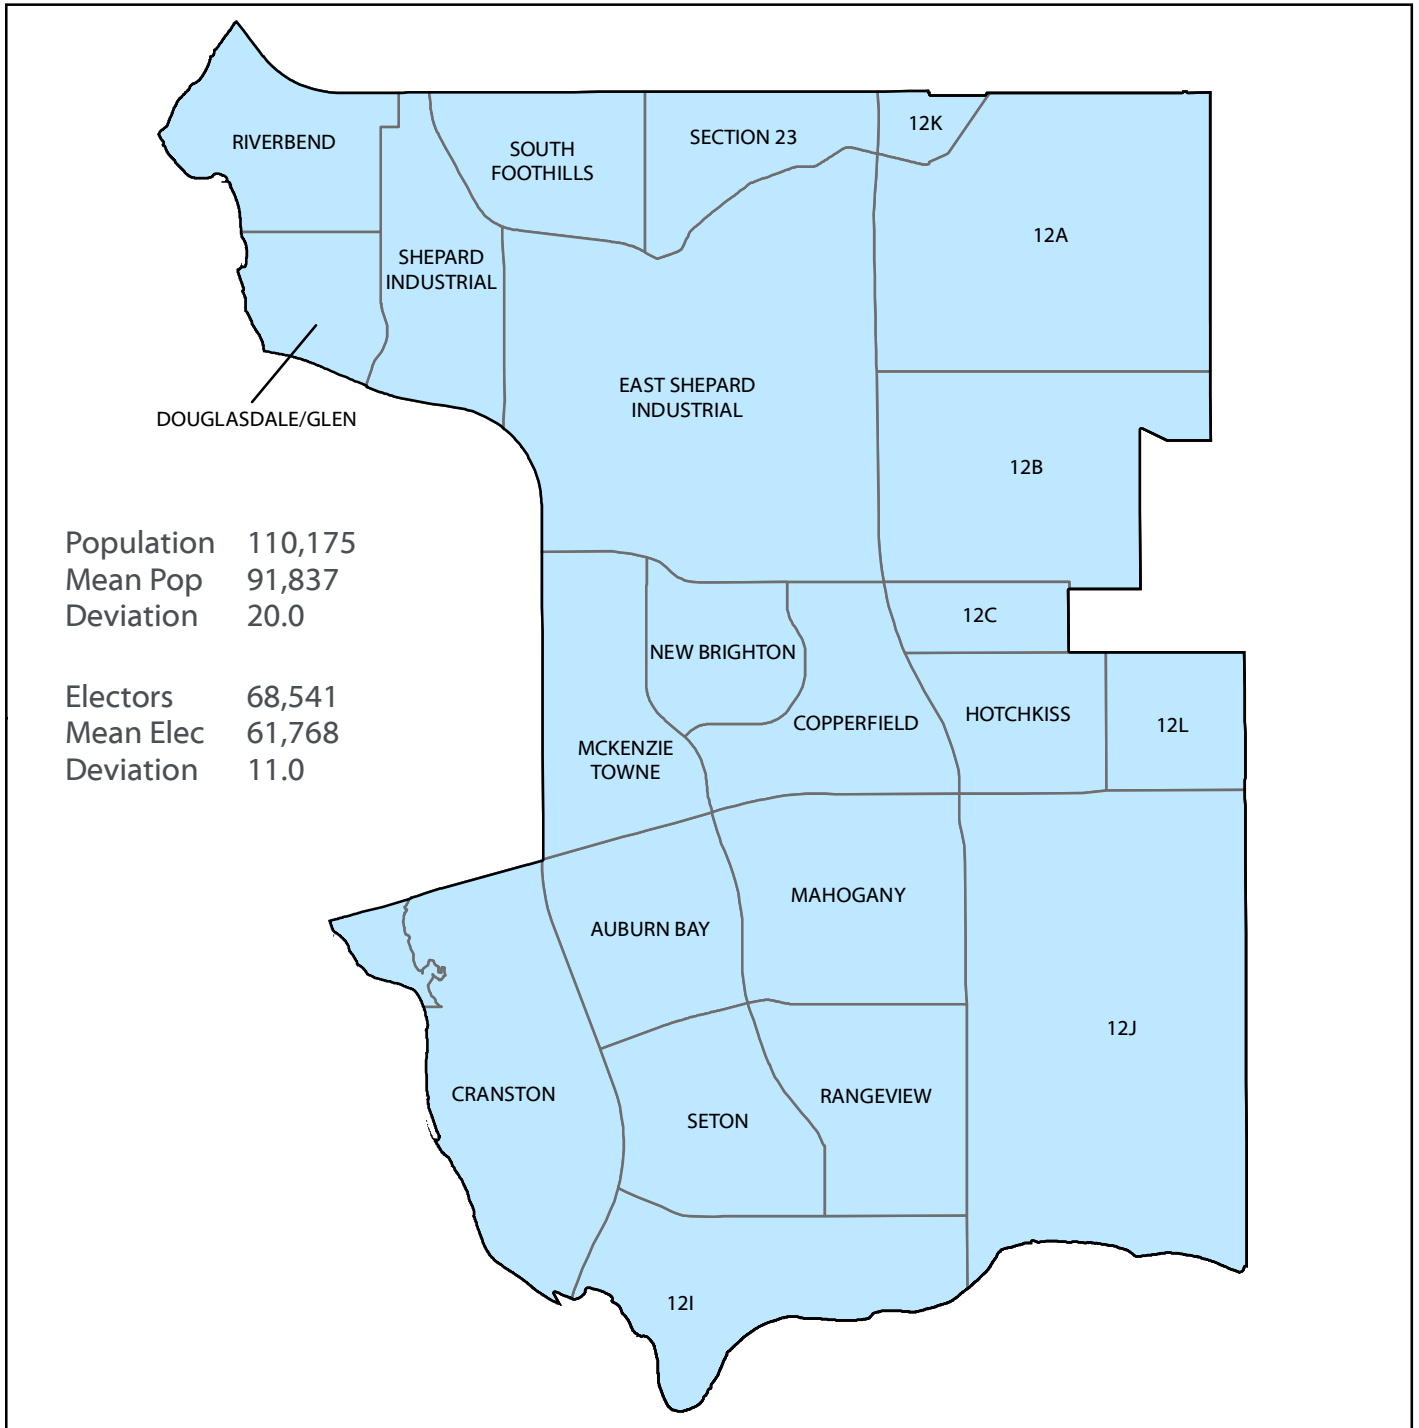 RIVERBEND
SOUTH
FOOTHILLS
SECTION 23
12K
12A
SHEPARD
INDUSTRIAL
EAST SHEPARD
INDUSTRIAL
DOUGLASDALE/GLEN
12B
Population 110,175
Mean Pop 91,837
Deviation 20.0
Electors 68,541
Mean Elec 61,768
Deviation 11.0
12C
NEW BRIGHTON
COPPERFIELD
HOTCHKISS
12L
MCKENZIE
TOWNE
MAHOGANY
AUBURN BAY
12J
CRANSTON
SETON
RANGEVIEW
12I